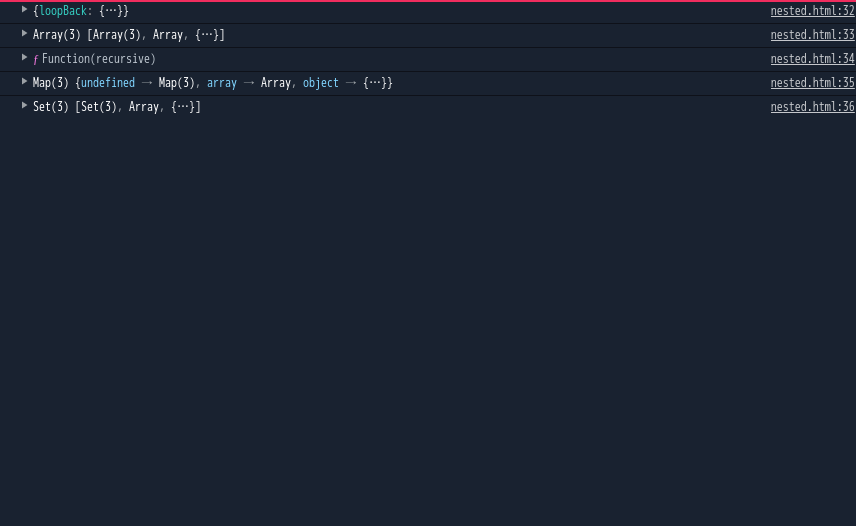 {loopBack: {…}} nested.html:32
Array(3) [Array(3), Array, {…}] nested.html:33
ƒ Function(recursive) nested.html:34
Map(3) {undefined → Map(3), array → Array, object → {…}} nested.html:35
Set(3) [Set(3), Array, {…}] nested.html:36